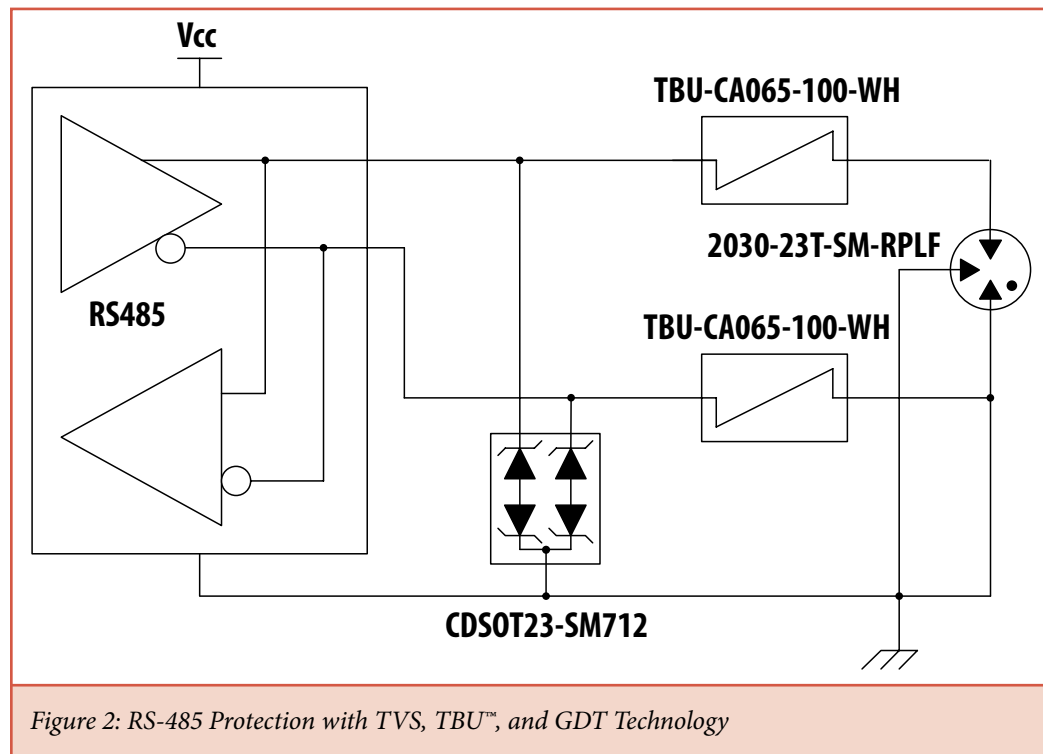 Vcc
TBU-CA065-100-WH
2030-23T-SM-RPLF
RS485
TBU-CA065-100-WH
CDSOT23-SM712
Figure 2: RS-485 Protection with TVS, TBU™, and GDT Technology